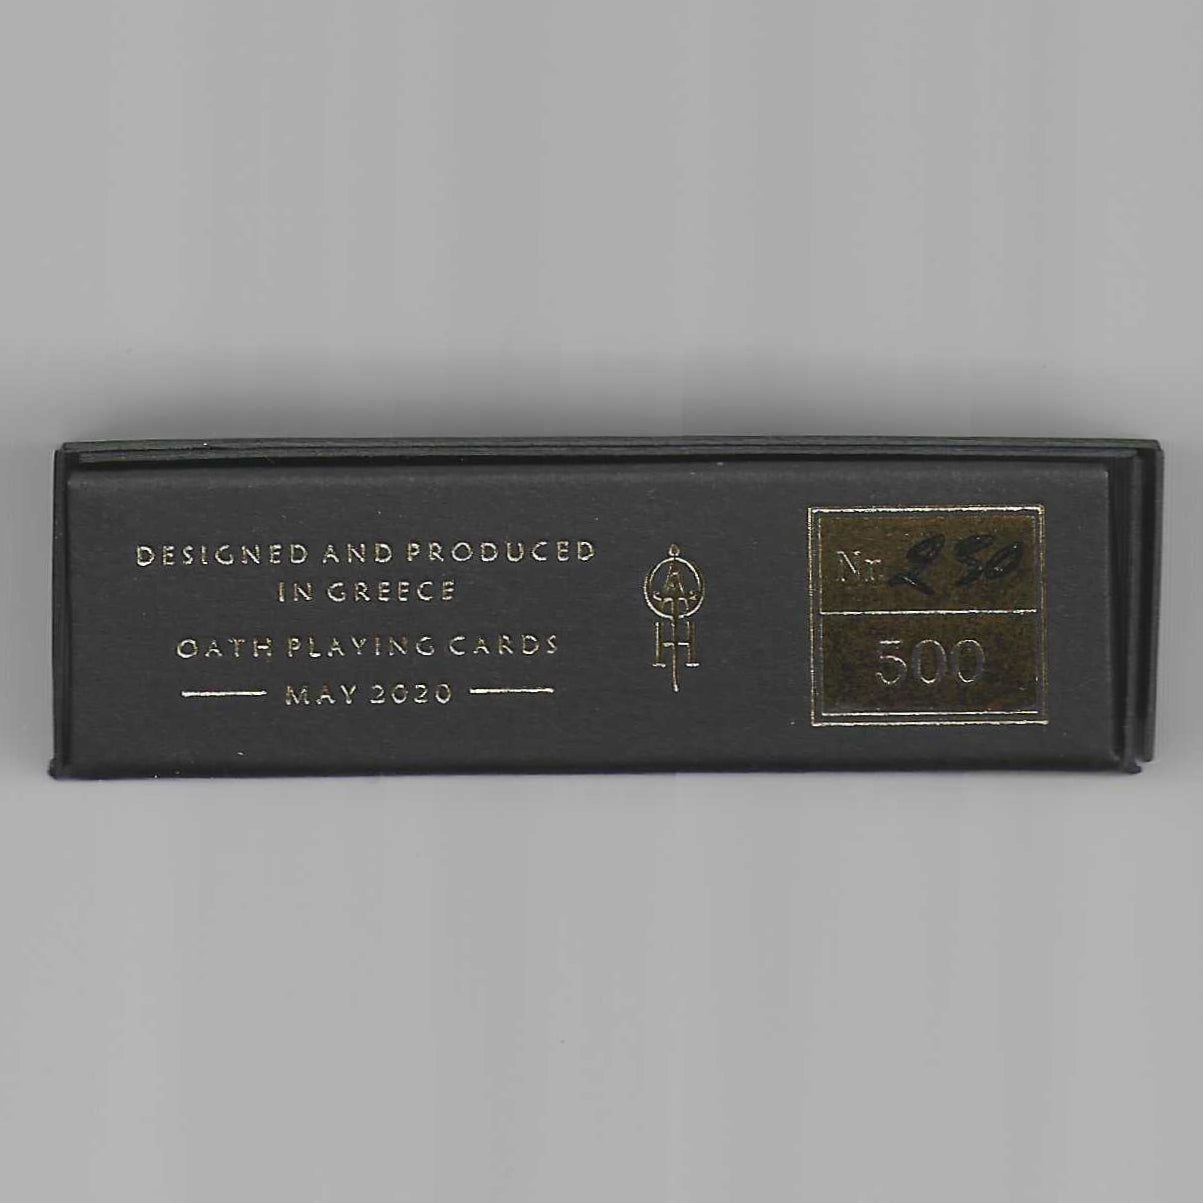 DESIGNED AND PRODUCED
IN GREECE
OATH PLAYING CARDS
MAY 2020
Nr. 250
500